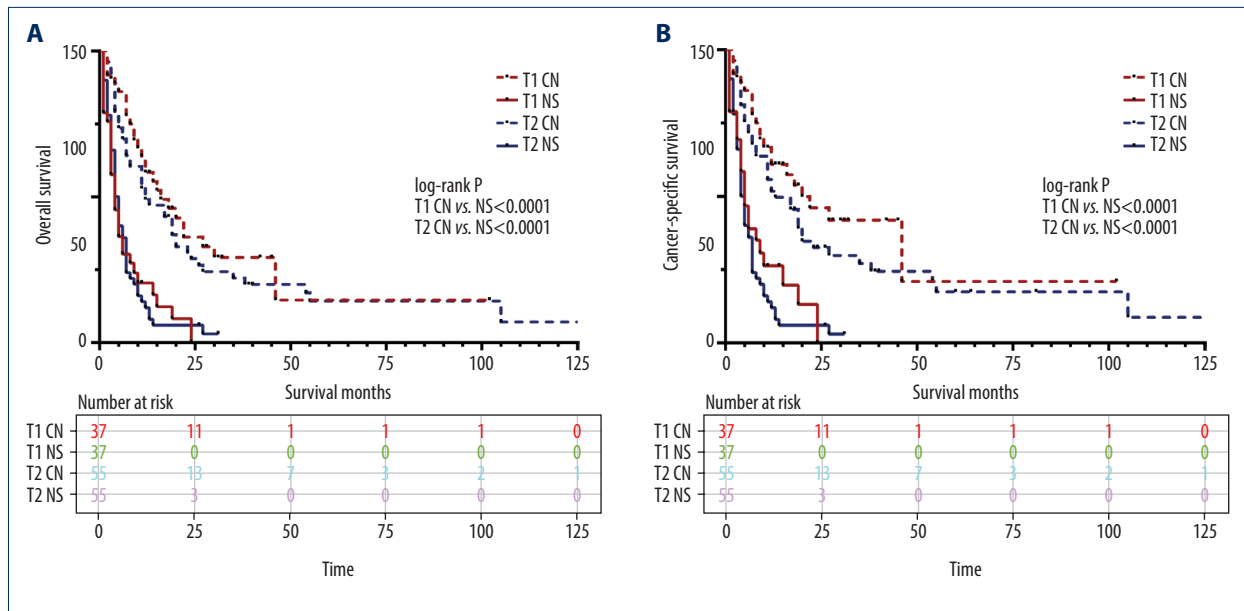 A
150
100
50
0
Overall survival
T1 CN
T1 NS
T2 CN
T2 NS
log-rank P
T1 CN vs. NS<0.0001
T2 CN vs. NS<0.0001
0 25 50 75 100 125
Survival months
Number at risk
T1 CN 37 11 1 1 1 0
T1 NS 37 0 0 0 0 0
T2 CN 55 13 7 3 2 1
T2 NS 55 3 0 0 0 0
0 25 50 75 100 125
Time
B
150
100
50
0
Cancer-specific survival
T1 CN
T1 NS
T2 CN
T2 NS
log-rank P
T1 CN vs. NS<0.0001
T2 CN vs. NS<0.0001
0 25 50 75 100 125
Survival months
Number at risk
T1 CN 37 11 1 1 1 0
T1 NS 37 0 0 0 0 0
T2 CN 55 13 7 3 2 1
T2 NS 55 3 0 0 0 0
0 25 50 75 100 125
Time